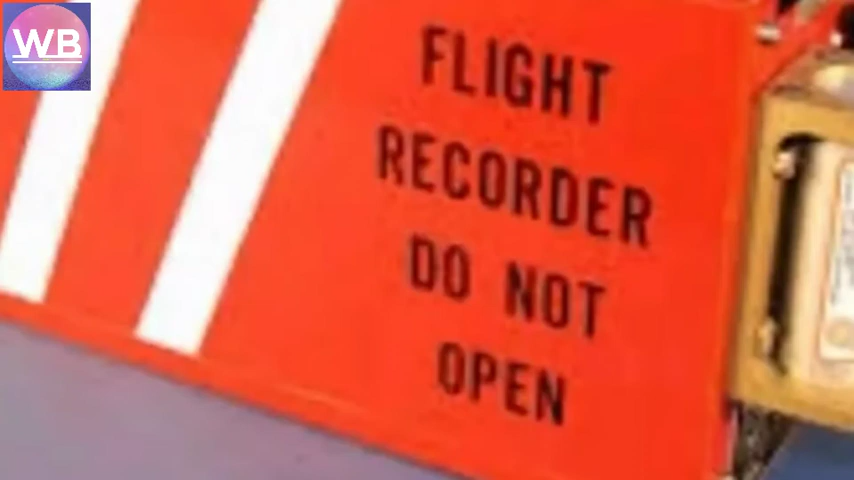 WB
FLIGHT
RECORDER
DO NOT
OPEN